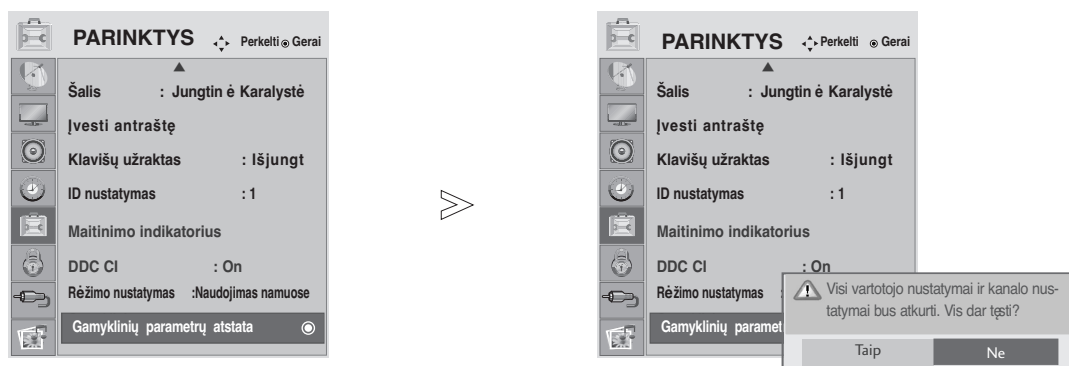 PARINKTYS Perkelti Gerai
Šalis : Jungtin ė Karalystė
Įvesti antraštę
Klavišų užraktas : Išjungt
ID nustatymas : 1
Maitinimo indikatorius
DDC CI : On
Rėžimo nustatymas :Naudojimas namuose
Gamyklinių parametrų atstata
PARINKTYS Perkelti Gerai
Šalis : Jungtin ė Karalystė
Įvesti antraštę
Klavišų užraktas : Išjungt
ID nustatymas : 1
Maitinimo indikatorius
DDC CI : On
Rėžimo nustatymas :
Gamyklinių paramet
Visi vartotojo nustatymai ir kanalo nus-
tatymai bus atkurti. Vis dar tęsti?
Taip Ne